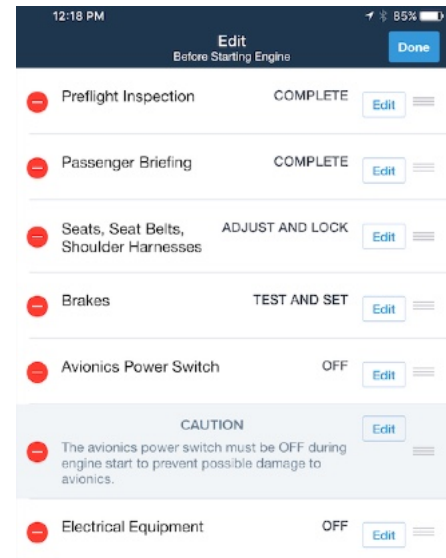 12:18 PM 85%
Edit
Before Starting Engine
Done
Preflight Inspection COMPLETE Edit
Passenger Briefing COMPLETE Edit
Seats, Seat Belts, ADJUST AND LOCK Edit
Shoulder Harnesses
Brakes TEST AND SET Edit
Avionics Power Switch OFF Edit
CAUTION Edit
The avionics power switch must be OFF during
engine start to prevent possible damage to
avionics.
Electrical Equipment OFF Edit